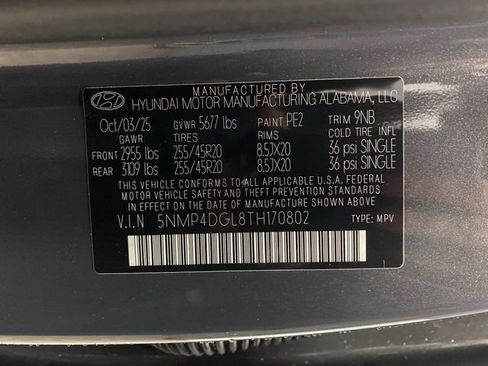 MANUFACTURED BY
HYUNDAI MOTOR MANUFACTURING ALABAMA, LLC
Oct/03/25 GVWR 5677 lbs PAINT PE2 TRIM 9NB
GAWR TIRES RIMS COLD TIRE INFL
FRONT 2955 lbs 255/45R20 8.5JX20 36 psi SINGLE
REAR 3109 lbs 255/45R20 8.5JX20 36 psi SINGLE
THIS VEHICLE CONFORMS TO ALL APPLICABLE U.S.A. FEDERAL
MOTOR VEHICLE SAFETY STANDARDS IN EFFECT ON
THE DATE OF MANUFACTURE SHOWN ABOVE.
V.I.N 5NMP4DGL8TH170802 TYPE: MPV